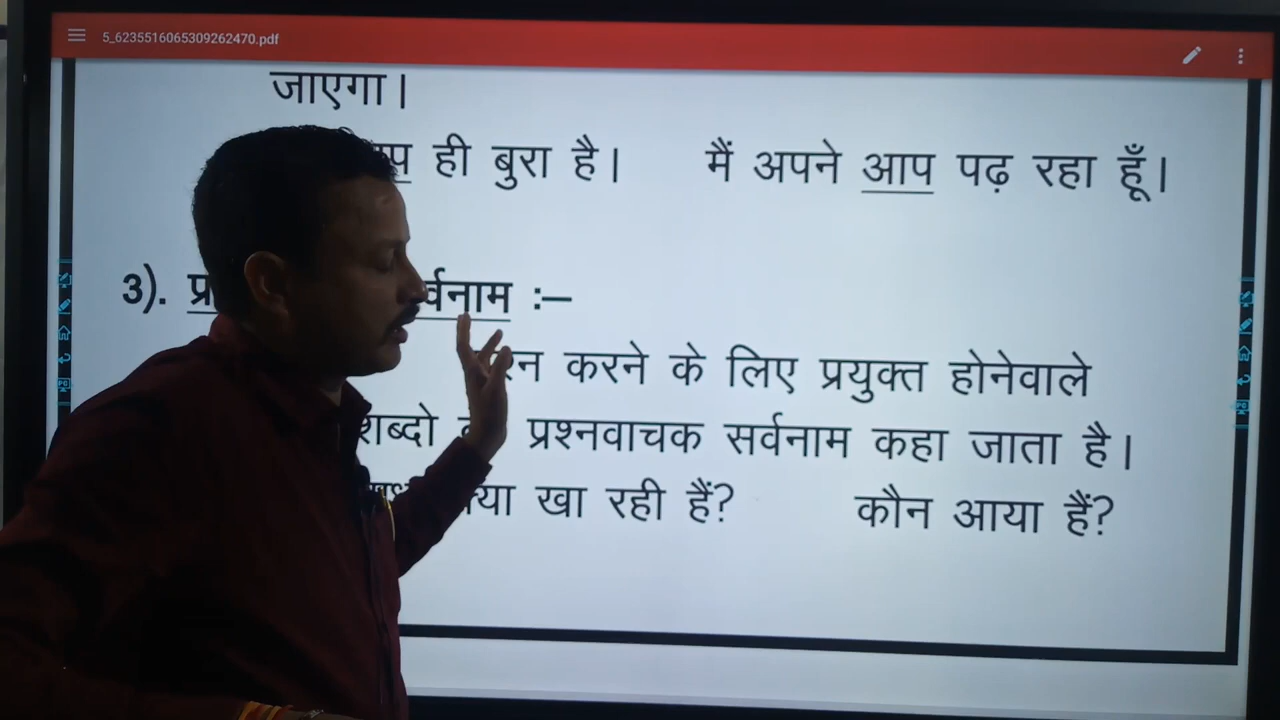 5_6235516065309262470.pdf
जाएगा ।
ही बुरा है। मैं अपने आप पढ़ रहा हूँ।
3). :–
करने के लिए प्रयुक्त होनेवाले
शब्दो प्रश्नवाचक सर्वनाम कहा जाता है।
खा रही हैं? कौन आया हैं?